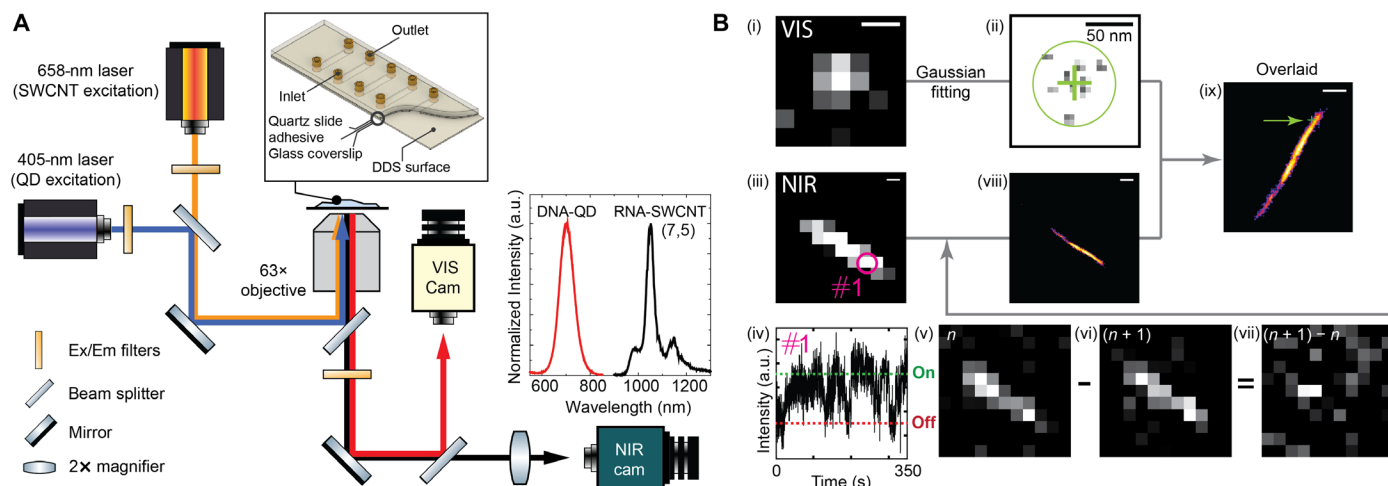 A
658-nm laser
(SWCNT excitation)
405-nm laser
(QD excitation)
Outlet
Inlet
Quartz slide
adhesive
Glass coverslip
DDS surface
63×
objective
VIS
Cam
NIR
cam
Ex/Em filters
Beam splitter
Mirror
2× magnifier
Normalized Intensity (a.u.)
DNA-QD
RNA-SWCNT
(7,5)
600
800
1000
1200
Wavelength (nm)
B
(i)
VIS
Gaussian
fitting
(ii)
50 nm
Overlaid
(ix)
(iii)
NIR
#1
(viii)
(iv)
#1
Intensity (a.u.)
On
Off
0
350
Time (s)
(v)
n
-
(vi)
(n + 1)
=
(vii)
(n + 1) – n